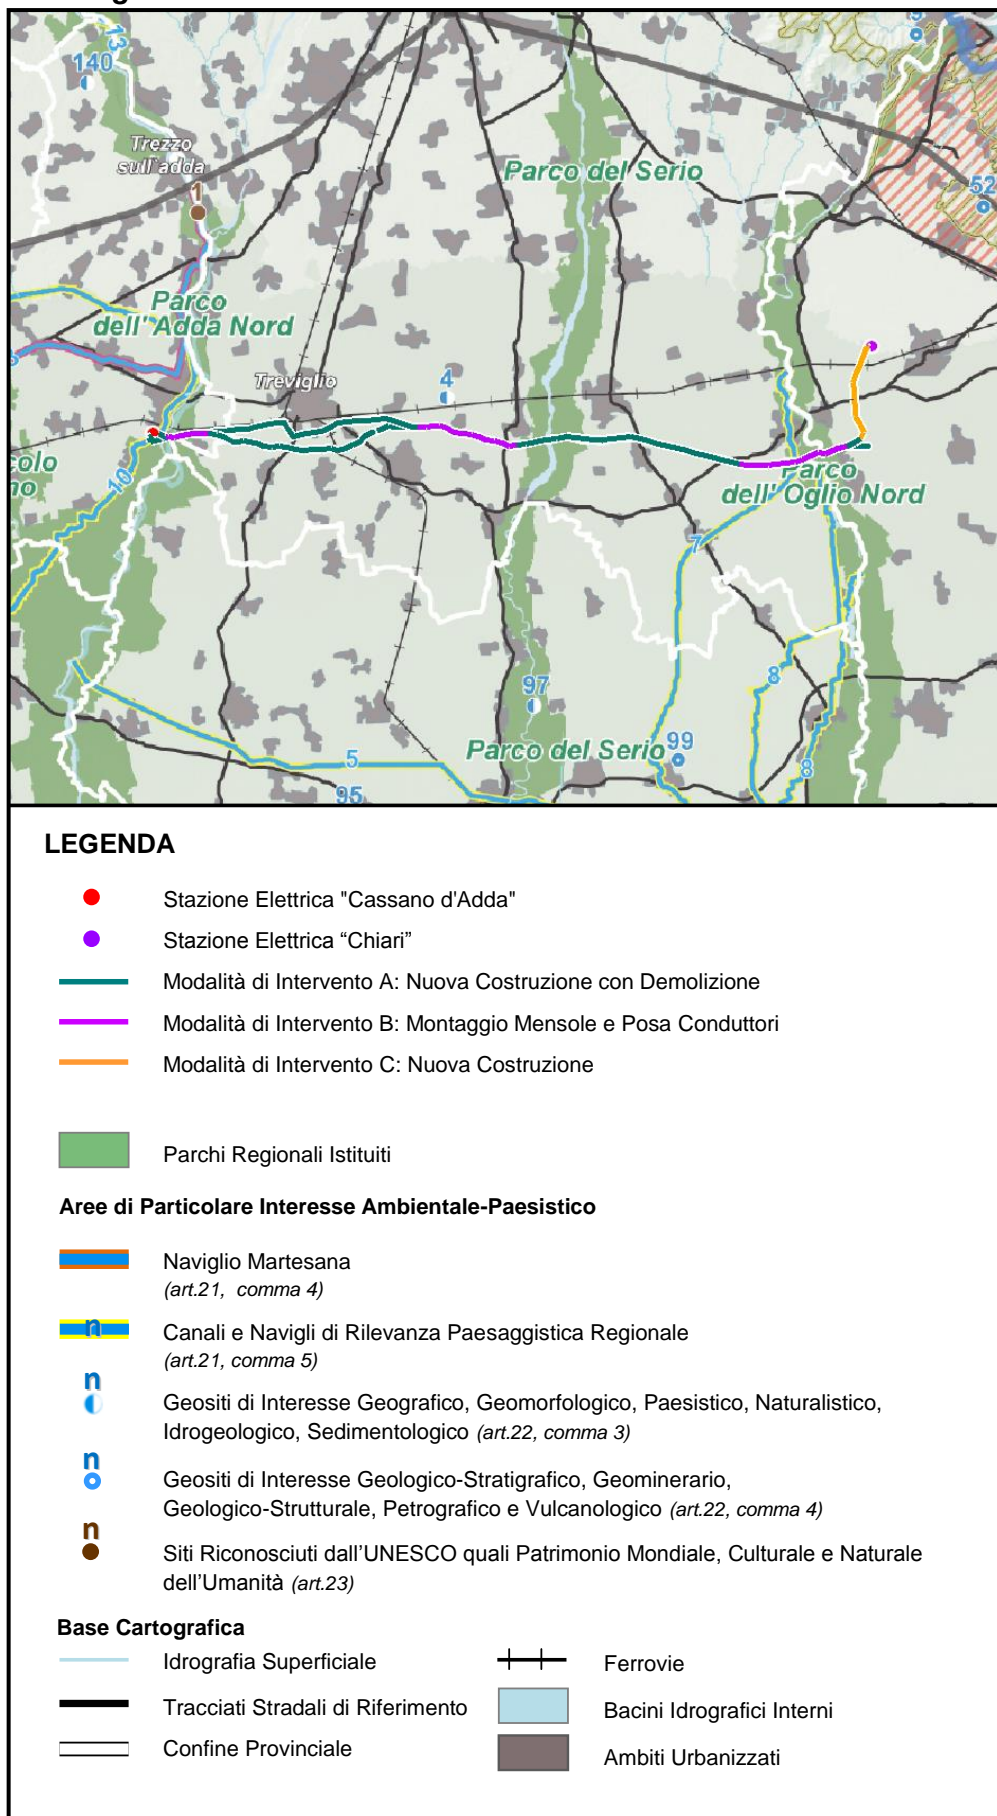 13
140
Trezzo
sull'adda
1
Parco del Serio
52
Parco
dell'Adda Nord
Treviglio
4
colo
no
10
Parco
dell'Oglio Nord
7
8
97
99
Parco del Serio
5
95
8
LEGENDA
Stazione Elettrica "Cassano d'Adda"
Stazione Elettrica “Chiari”
Modalità di Intervento A: Nuova Costruzione con Demolizione
Modalità di Intervento B: Montaggio Mensole e Posa Conduttori
Modalità di Intervento C: Nuova Costruzione
Parchi Regionali Istituiti
Aree di Particolare Interesse Ambientale-Paesistico
Naviglio Martesana
(art.21, comma 4)
n
Canali e Navigli di Rilevanza Paesaggistica Regionale
(art.21, comma 5)
n
Geositi di Interesse Geografico, Geomorfologico, Paesistico, Naturalistico,
Idrogeologico, Sedimentologico (art.22, comma 3)
n
Geositi di Interesse Geologico-Stratigrafico, Geominerario,
Geologico-Strutturale, Petrografico e Vulcanologico (art.22, comma 4)
n
Siti Riconosciuti dall’UNESCO quali Patrimonio Mondiale, Culturale e Naturale
dell’Umanità (art.23)
Base Cartografica
Idrografia Superficiale
Ferrovie
Tracciati Stradali di Riferimento
Bacini Idrografici Interni
Confine Provinciale
Ambiti Urbanizzati